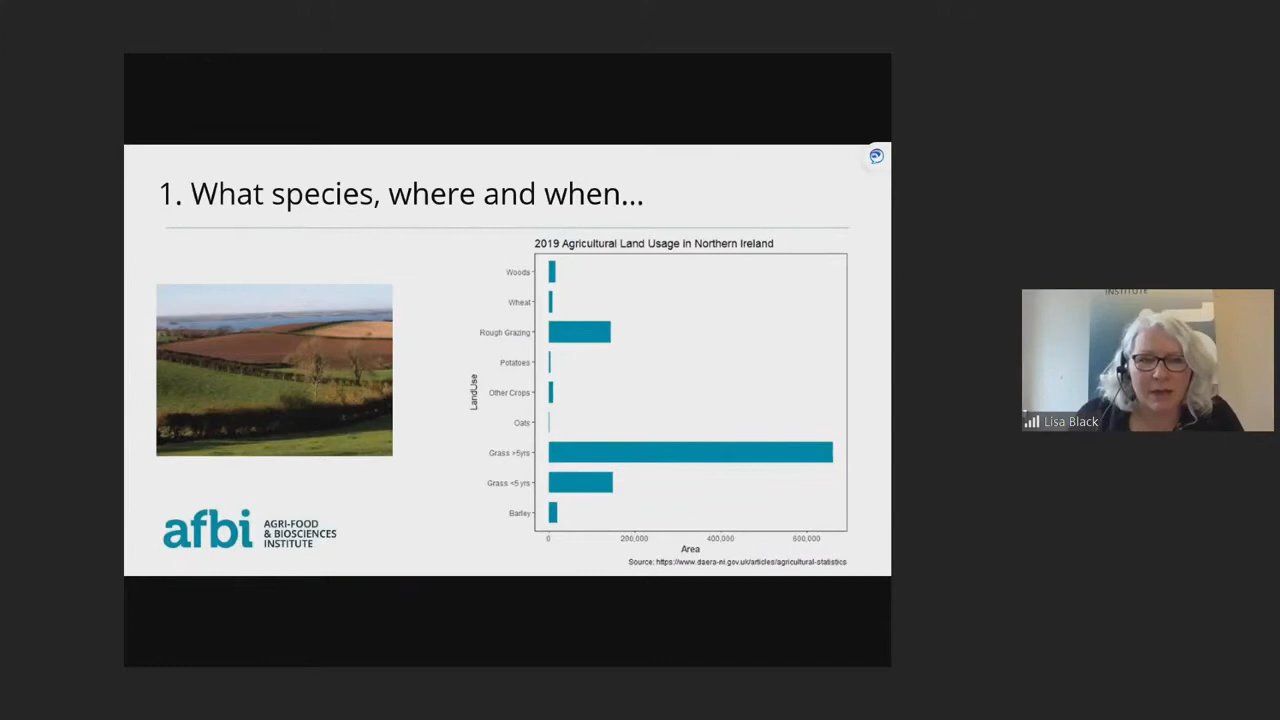 1. What species, where and when...
2019 Agricultural Land Usage in Northern Ireland
Woods
Wheat
Rough Grazing
Potatoes
Other Crops
Oats
Grass >5yrs
Grass <5 yrs
Barley
LandUse
0 200,000 400,000 600,000
Area
Source: https://www.daera-ni.gov.uk/articles/agricultural-statistics
afbi
AGRI-FOOD
& BIOSCIENCES
INSTITUTE
INSTITUTE
Lisa Black